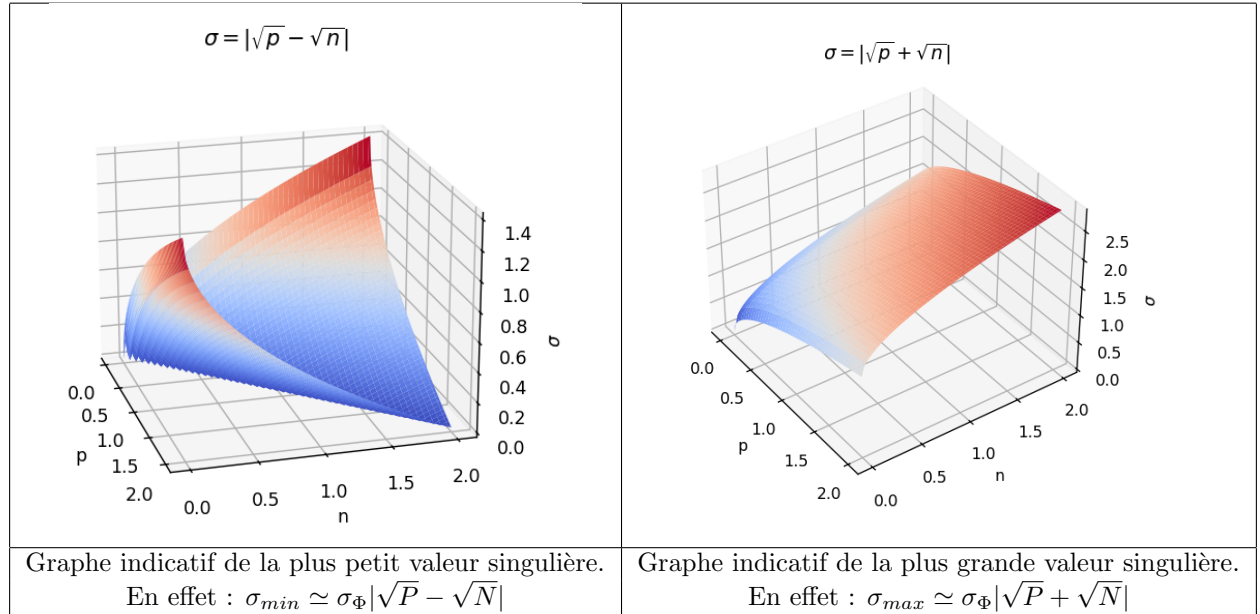 σ = |√p − √n|
1.4
1.2
1.0
0.8
0.6
0.4
0.2
0.0
σ
0.0
0.5
1.0
1.5
2.0
p
0.0
0.5
1.0
1.5
2.0
n
Graphe indicatif de la plus petit valeur singulière.
En effet : σ_min ≃ σ_Φ|√P − √N|
σ = |√p + √n|
2.5
2.0
1.5
1.0
0.5
0.0
σ
0.0
0.5
1.0
1.5
2.0
p
0.0
0.5
1.0
1.5
2.0
n
Graphe indicatif de la plus grande valeur singulière.
En effet : σ_max ≃ σ_Φ|√P + √N|